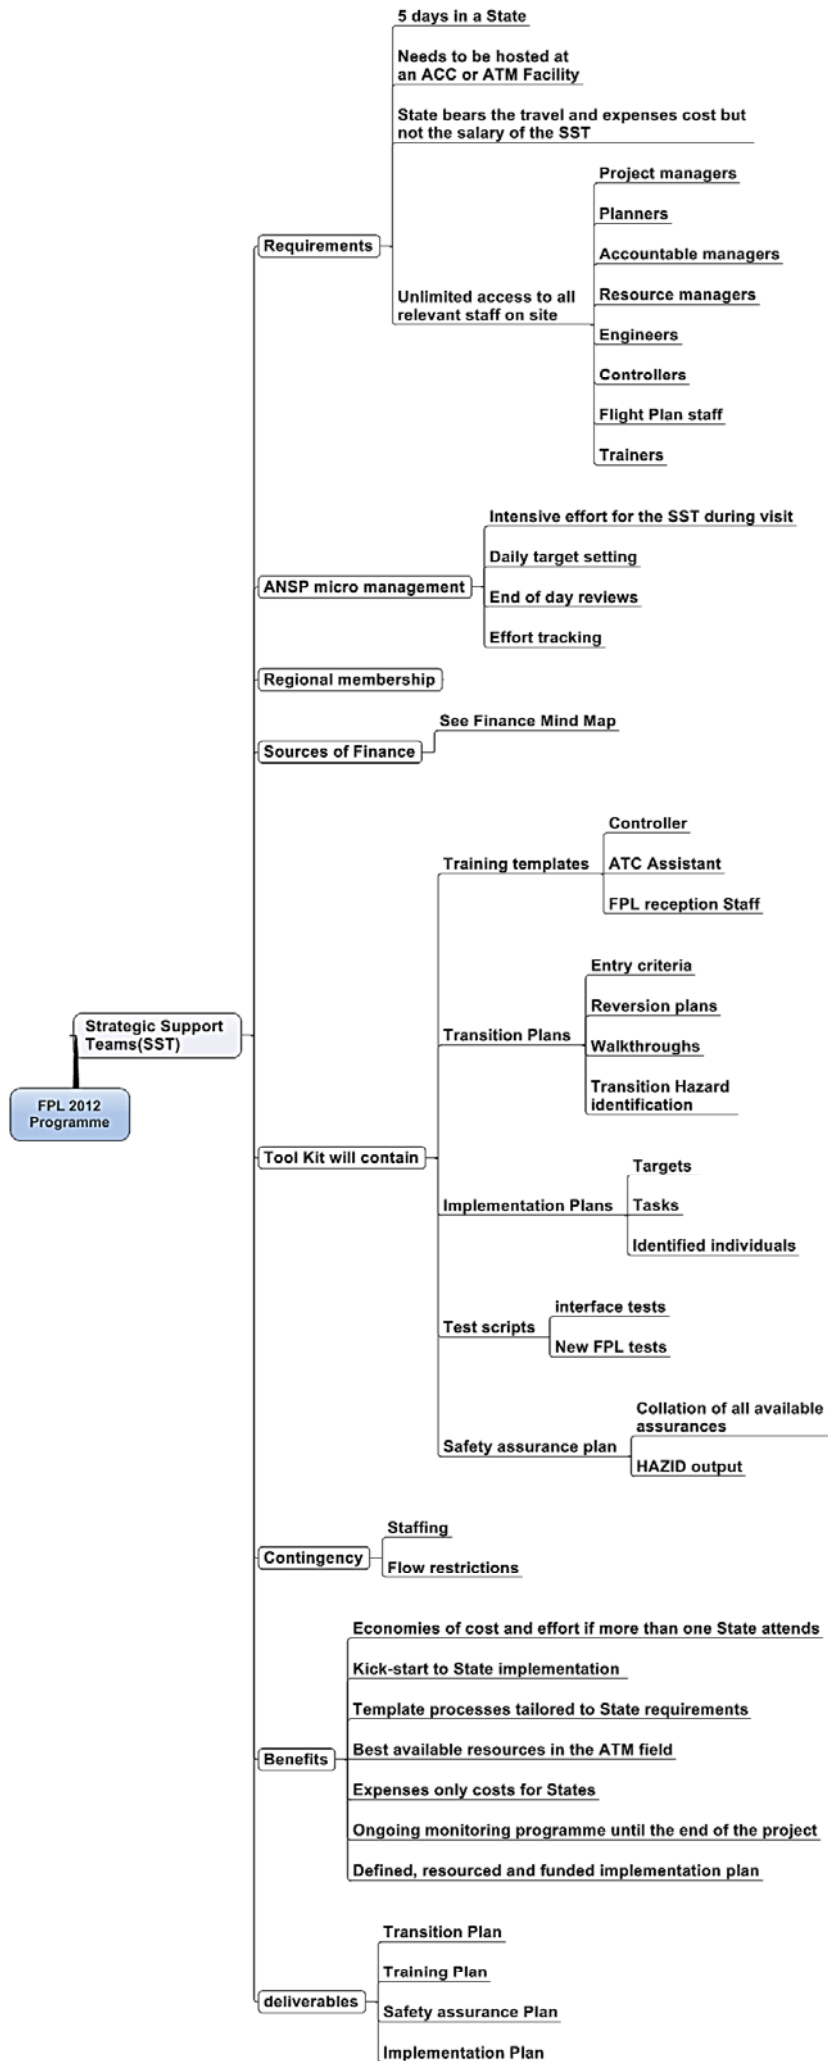 5 days in a State
Needs to be hosted at
an ACC or ATM Facility
State bears the travel and expenses cost but
not the salary of the SST
Project managers
Planners
Accountable managers
Requirements
Resource managers
Unlimited access to all
relevant staff on site
Engineers
Controllers
Flight Plan staff
Trainers
Intensive effort for the SST during visit
Daily target setting
ANSP micro management
End of day reviews
Effort tracking
Regional membership
See Finance Mind Map
Sources of Finance
Controller
Training templates
ATC Assistant
FPL reception Staff
Entry criteria
Reversion plans
Strategic Support
Teams(SST)
Transition Plans
Walkthroughs
Transition Hazard
identification
FPL 2012
Programme
Tool Kit will contain
Targets
Implementation Plans
Tasks
Identified individuals
interface tests
Test scripts
New FPL tests
Collation of all available
assurances
Safety assurance plan
HAZID output
Staffing
Contingency
Flow restrictions
Economies of cost and effort if more than one State attends
Kick-start to State implementation
Template processes tailored to State requirements
Benefits
Best available resources in the ATM field
Expenses only costs for States
Ongoing monitoring programme until the end of the project
Defined, resourced and funded implementation plan
Transition Plan
Training Plan
deliverables
Safety assurance Plan
Implementation Plan